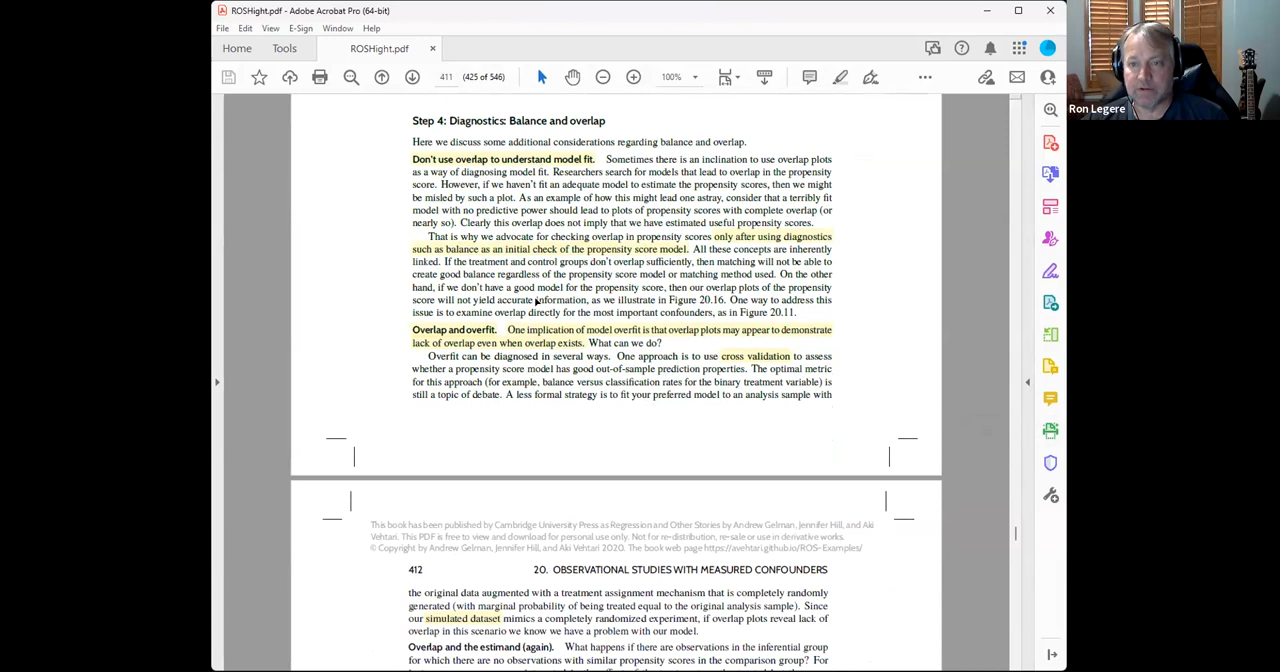 ROSHight.pdf - Adobe Acrobat Pro (64-bit)
File Edit View E-Sign Window Help
Home Tools ROSHight.pdf ×
411 (425 of 546) 100%
Ron Legere
Step 4: Diagnostics: Balance and overlap
Here we discuss some additional considerations regarding balance and overlap.
Don't use overlap to understand model fit. Sometimes there is an inclination to use overlap plots
as a way of diagnosing model fit. Researchers search for models that lead to overlap in the propensity
score. However, if we haven't fit an adequate model to estimate the propensity scores, then we might
be misled by such a plot. As an example of how this might lead one astray, consider that a terribly fit
model with no predictive power should lead to plots of propensity scores with complete overlap (or
nearly so). Clearly this overlap does not imply that we have estimated useful propensity scores.
That is why we advocate for checking overlap in propensity scores only after using diagnostics
such as balance as an initial check of the propensity score model. All these concepts are inherently
linked. If the treatment and control groups don't overlap sufficiently, then matching will not be able to
create good balance regardless of the propensity score model or matching method used. On the other
hand, if we don't have a good model for the propensity score, then our overlap plots of the propensity
score will not yield accurate information, as we illustrate in Figure 20.16. One way to address this
issue is to examine overlap directly for the most important confounders, as in Figure 20.11.
Overlap and overfit. One implication of model overfit is that overlap plots may appear to demonstrate
lack of overlap even when overlap exists. What can we do?
Overfit can be diagnosed in several ways. One approach is to use cross validation to assess
whether a propensity score model has good out-of-sample prediction properties. The optimal metric
for this approach (for example, balance versus classification rates for the binary treatment variable) is
still a topic of debate. A less formal strategy is to fit your preferred model to an analysis sample with
This book has been published by Cambridge University Press as Regression and Other Stories by Andrew Gelman, Jennifer Hill, and Aki
Vehtari. This PDF is free to view and download for personal use only. Not for re-distribution, re-sale or use in derivative works.
© Copyright by Andrew Gelman, Jennifer Hill, and Aki Vehtari 2020. The book web page https://avehtari.github.io/ROS-Examples/
412 20. OBSERVATIONAL STUDIES WITH MEASURED CONFOUNDERS
the original data augmented with a treatment assignment mechanism that is completely randomly
generated (with marginal probability of being treated equal to the original analysis sample). Since
our simulated dataset mimics a completely randomized experiment, if overlap plots reveal lack of
overlap in this scenario we know we have a problem with our model.
Overlap and the estimand (again). What happens if there are observations in the inferential group
for which there are no observations with similar propensity scores in the comparison group? For